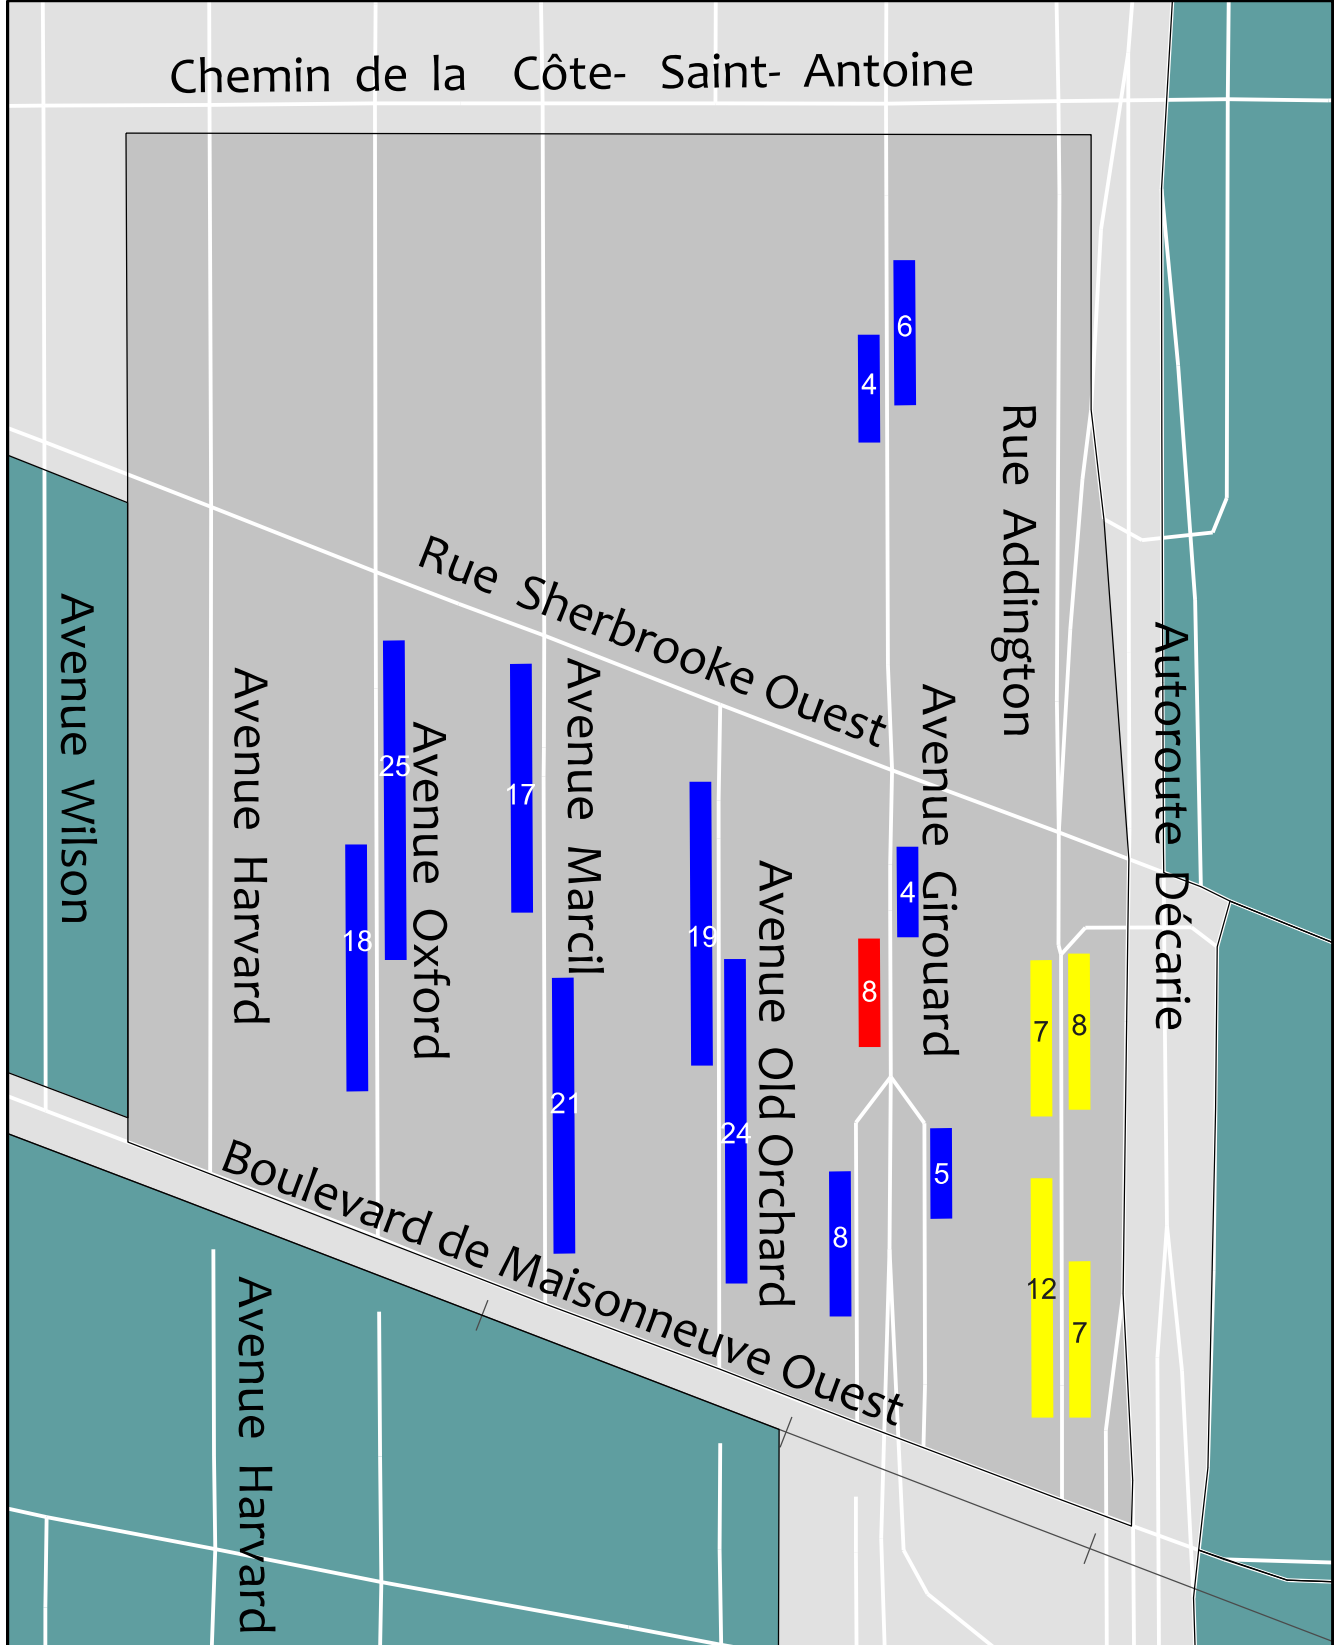 Chemin de la Côte- Saint- Antoine
6
4
Rue Addington
Rue Sherbrooke Ouest
Avenue Wilson
Avenue Harvard
25
Avenue Oxford
18
17
Avenue Marcil
21
19
24
Avenue Old Orchard
4
Avenue Girouard
8
5
8
7
8
12
7
Autoroute Décarie
Boulevard de Maisonneuve Ouest
Avenue Harvard